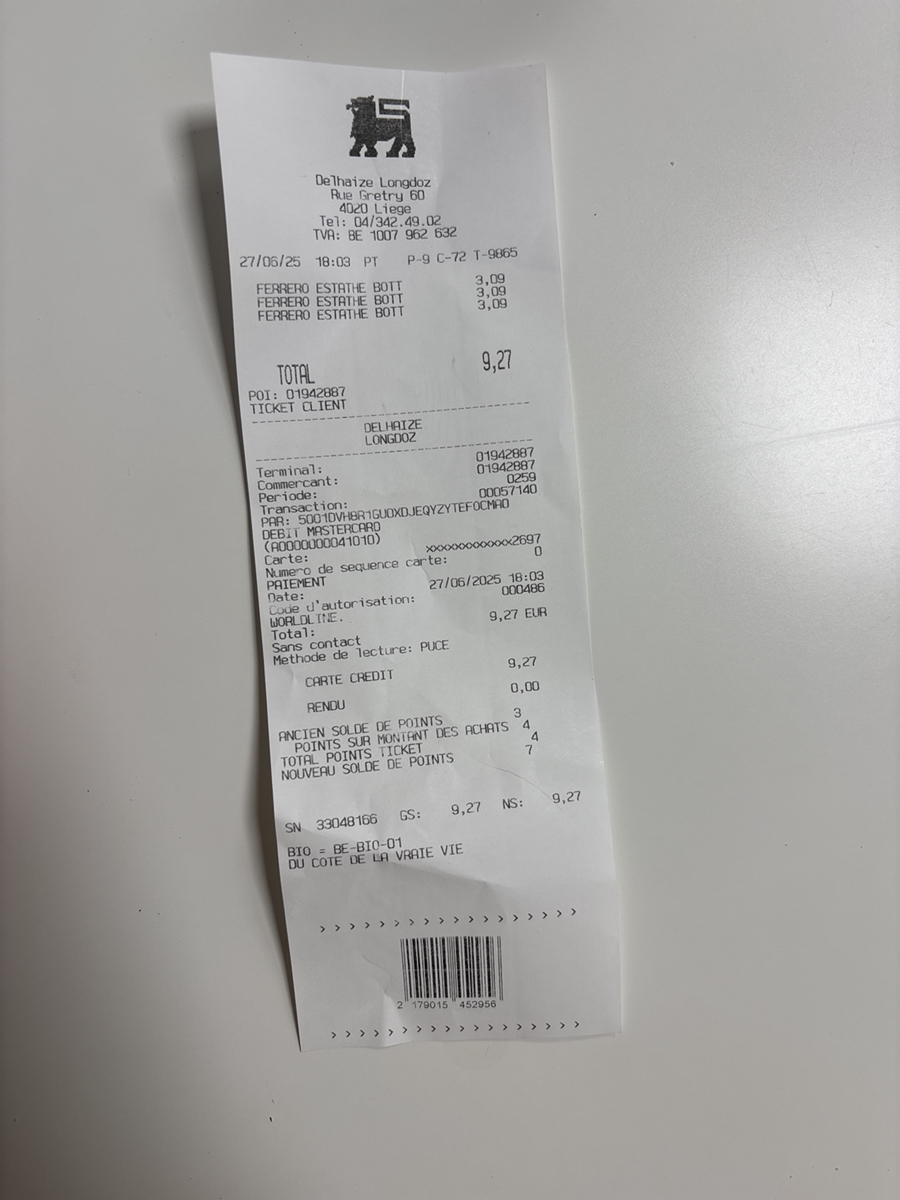 Delhaize Longdoz
Rue Gretry 60
4020 Liege
Tel: 04/342.49.02
TVA: BE 1007 962 632
27/06/25 18:03 PT P-9 C-72 T-9865
FERRERO ESTATHE BOTT 3,09
FERRERO ESTATHE BOTT 3,09
FERRERO ESTATHE BOTT 3,09
TOTAL 9,27
POI: 01942887
TICKET CLIENT
DELHAIZE
LONGDOZ
Terminal: 01942887
Commercant: 01942887
Periode: 0259
Transaction: 00057140
PAR: 5001DVH8R1GUOXDJEQYZYTEFOCMAO
DEBIT MASTERCARD
(A0000000041010)
Carte: xxxxxxxxxxxx2697
Numero de sequence carte: 0
PAIEMENT
Date: 27/06/2025 18:03
Code d'autorisation: 000486
WORLDLINE.
Total: 9,27 EUR
Sans contact
Methode de lecture: PUCE
CARTE CREDIT 9,27
RENDU 0,00
ANCIEN SOLDE DE POINTS 3
POINTS SUR MONTANT DES ACHATS 4
TOTAL POINTS TICKET 4
NOUVEAU SOLDE DE POINTS 7
SN 33048166 GS: 9,27 NS: 9,27
BIO = BE-BIO-01
DU COTE DE LA VRAIE VIE
> > > > > > > > > > > > > > > > > >
2 179015 452956
> > > > > > > > > > > > > > > > > >